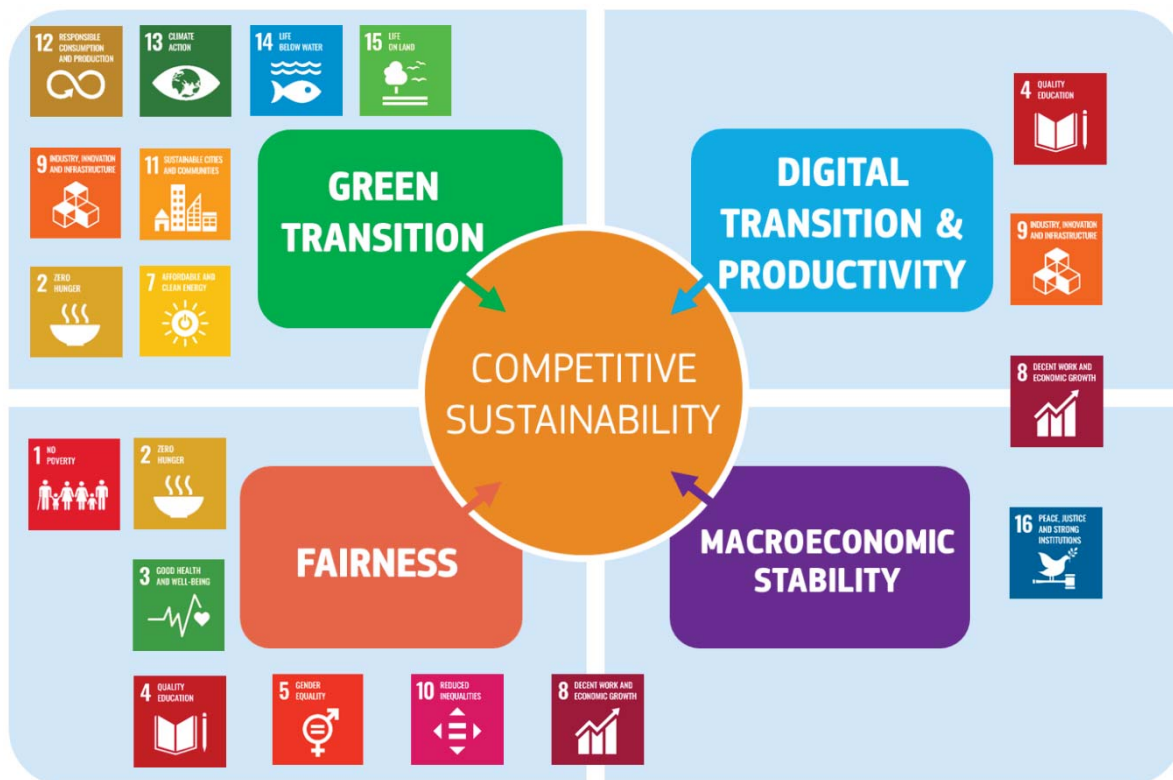 12 RESPONSIBLE
CONSUMPTION
AND PRODUCTION
13 CLIMATE
ACTION
14 LIFE
BELOW WATER
15 LIFE
ON LAND
9 INDUSTRY, INNOVATION
AND INFRASTRUCTURE
11 SUSTAINABLE CITIES
AND COMMUNITIES
2 ZERO
HUNGER
7 AFFORDABLE AND
CLEAN ENERGY
GREEN
TRANSITION
DIGITAL
TRANSITION &
PRODUCTIVITY
4 QUALITY
EDUCATION
9 INDUSTRY, INNOVATION
AND INFRASTRUCTURE
8 DECENT WORK AND
ECONOMIC GROWTH
COMPETITIVE
SUSTAINABILITY
1 NO
POVERTY
2 ZERO
HUNGER
3 GOOD HEALTH
AND WELL-BEING
FAIRNESS
MACROECONOMIC
STABILITY
16 PEACE, JUSTICE
AND STRONG
INSTITUTIONS
4 QUALITY
EDUCATION
5 GENDER
EQUALITY
10 REDUCED
INEQUALITIES
8 DECENT WORK AND
ECONOMIC GROWTH